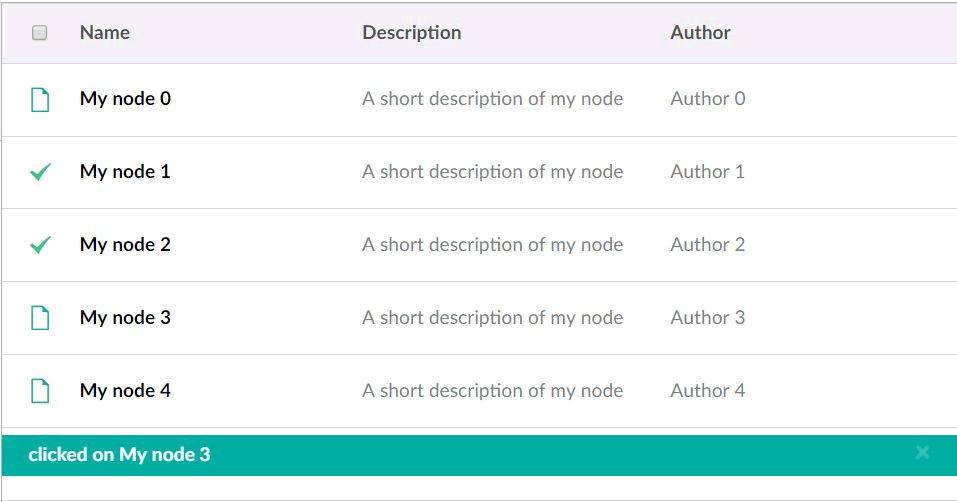 Name Description Author
My node 0 A short description of my node Author 0
My node 1 A short description of my node Author 1
My node 2 A short description of my node Author 2
My node 3 A short description of my node Author 3
My node 4 A short description of my node Author 4
clicked on My node 3